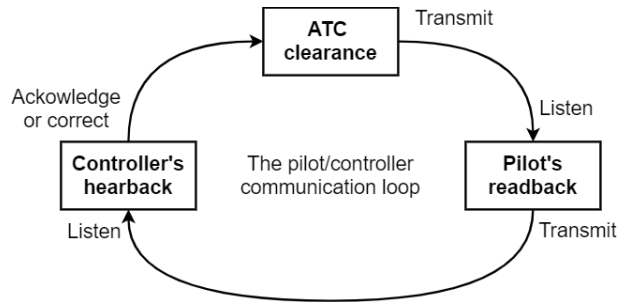 ATC
clearance
Transmit
Listen
Pilot's
readback
Transmit
Listen
Controller's
hearback
Ackowledge
or correct
The pilot/controller
communication loop